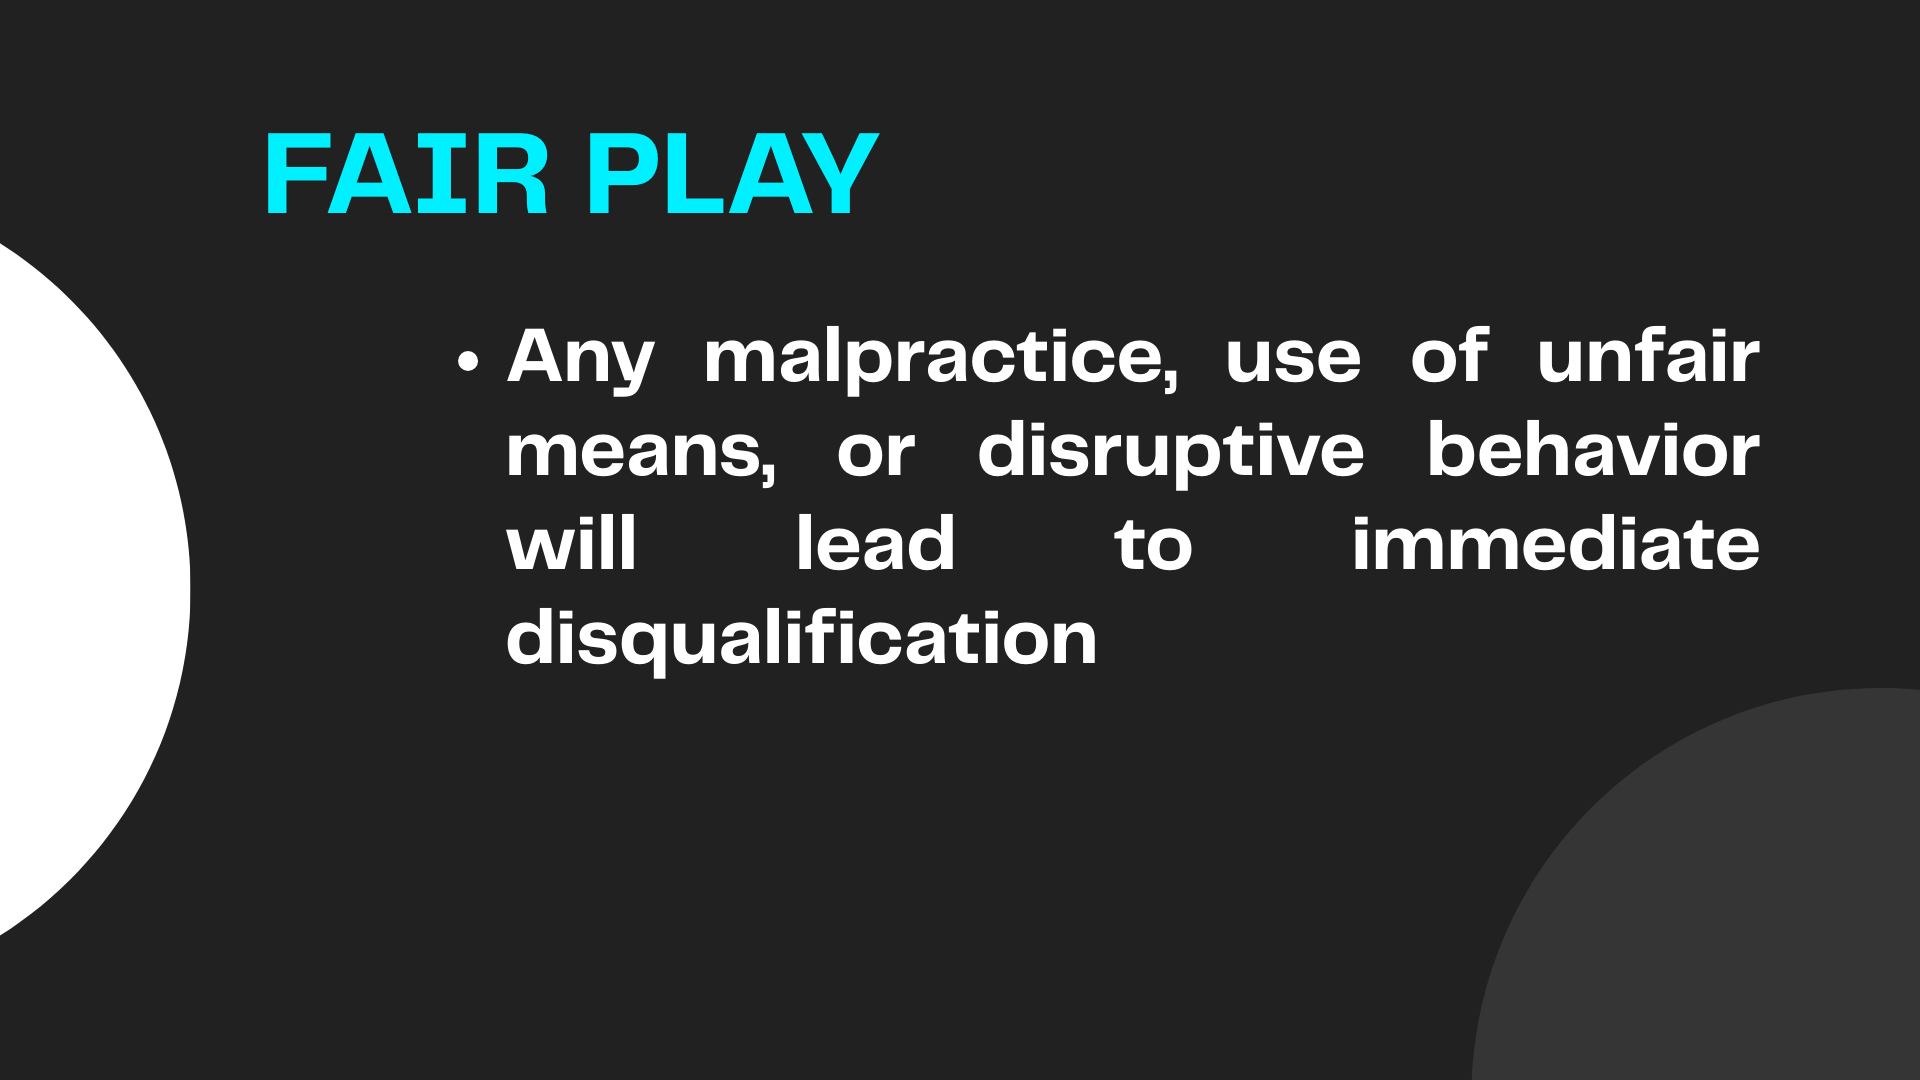 FAIR PLAY
• Any malpractice, use of unfair
means, or disruptive behavior
will lead to immediate
disqualification